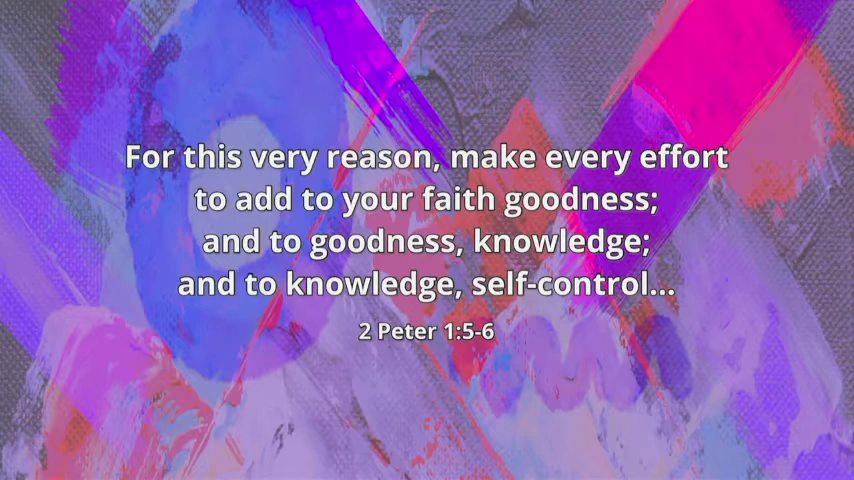 For this very reason, make every effort
to add to your faith goodness;
and to goodness, knowledge;
and to knowledge, self-control...
2 Peter 1:5-6